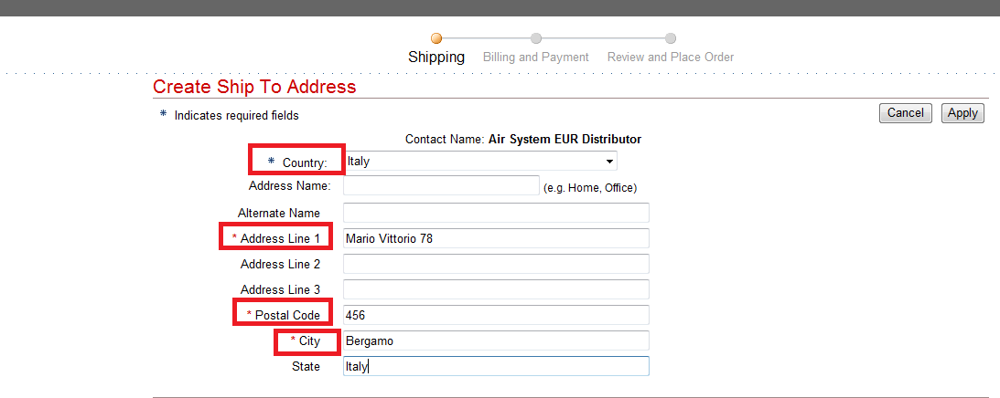 Shipping Billing and Payment Review and Place Order
Create Ship To Address
* Indicates required fields
Cancel Apply
Contact Name: Air System EUR Distributor
* Country: Italy
Address Name: (e.g. Home, Office)
Alternate Name
* Address Line 1 Mario Vittorio 78
Address Line 2
Address Line 3
* Postal Code 456
* City Bergamo
State Italy